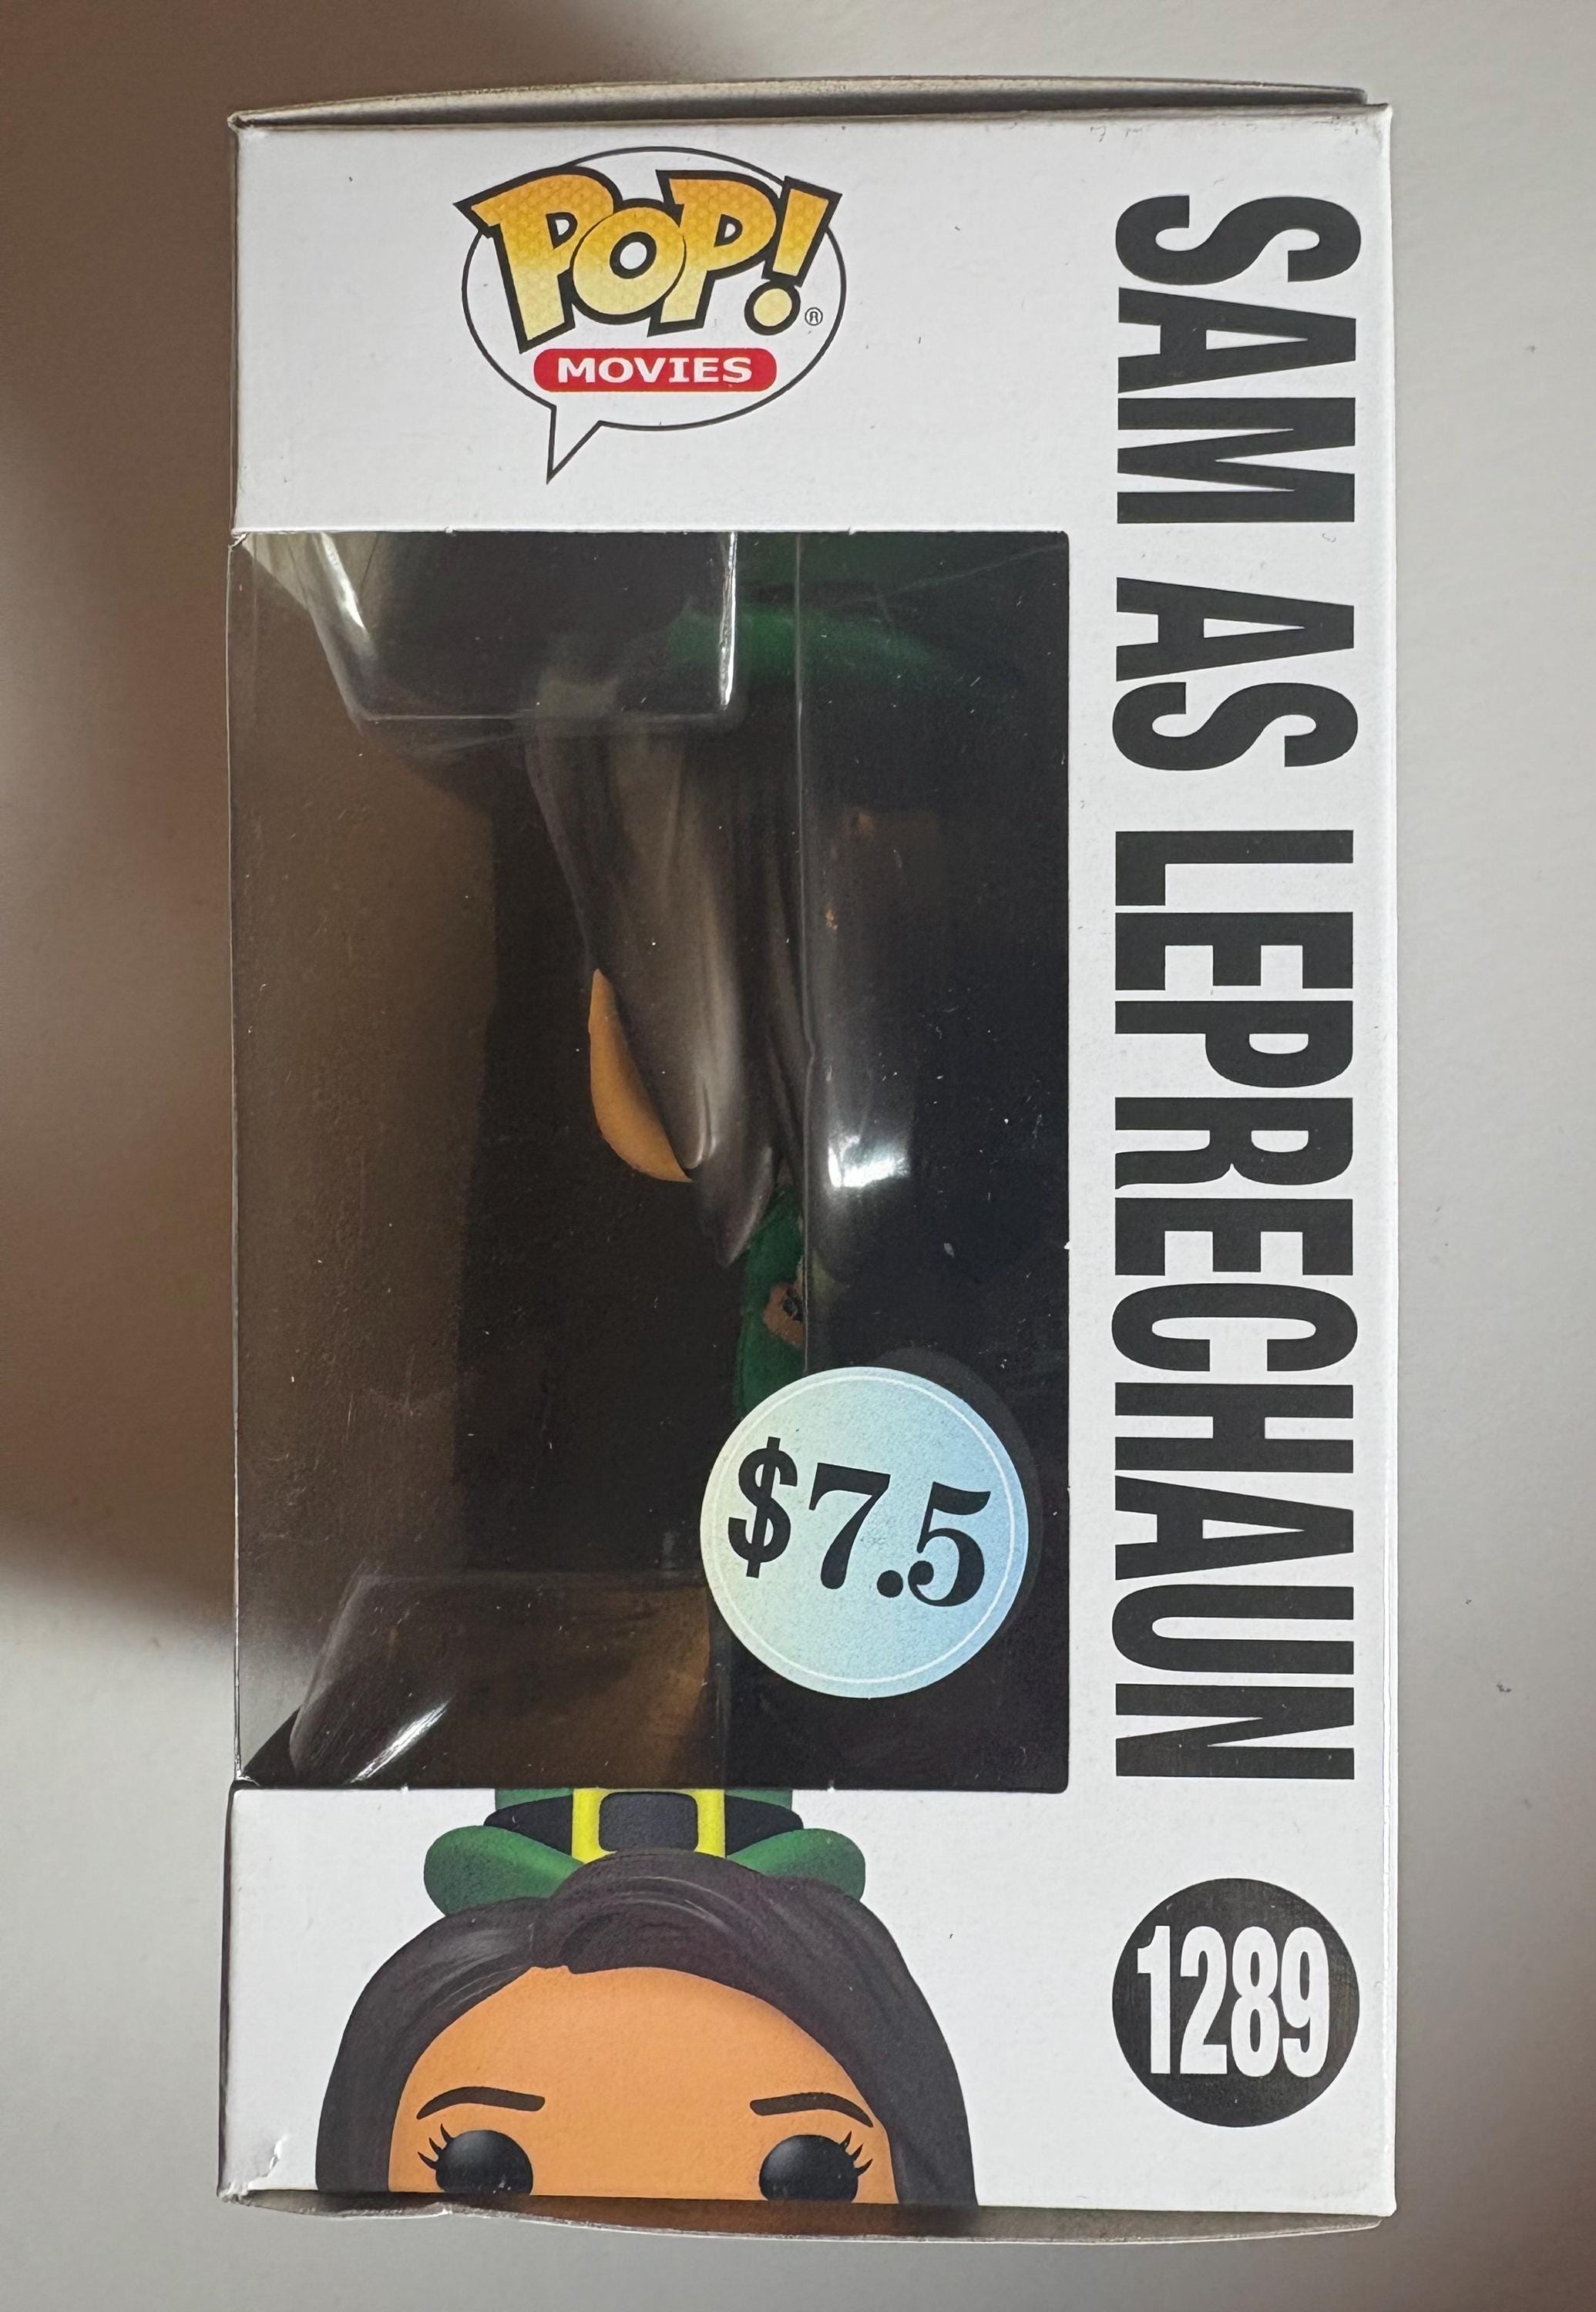 POP!®
MOVIES
SAM AS LEPRECHAUN
$7.5
1289